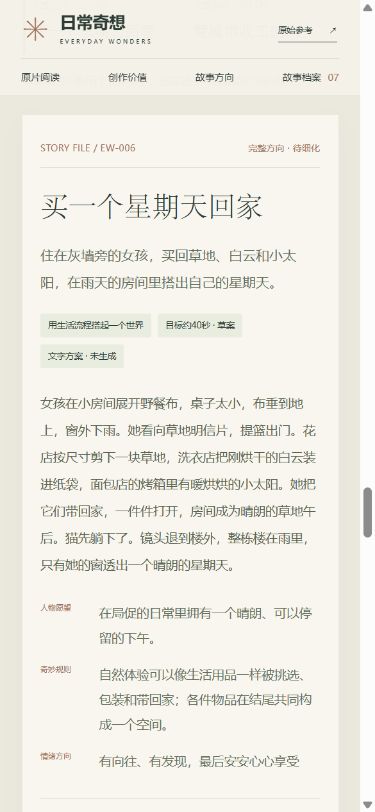 日常奇想
EVERYDAY WONDERS
原始参考 ↗
原片阅读 创作价值 故事方向 故事档案 07
STORY FILE / EW-006 完整方向 · 待细化
买一个星期天回家
住在灰墙旁的女孩，买回草地、白云和小太
阳，在雨天的房间里搭出自己的星期天。
用生活流程搭起一个世界 目标约40秒 · 草案
文字方案 · 未生成
女孩在小房间展开野餐布，桌子太小，布垂到地
上，窗外下雨。她看向草地明信片，提篮出门。花
店按尺寸剪下一块草地，洗衣店把刚烘干的白云装
进纸袋，面包店的烤箱里有暖烘烘的小太阳。她把
它们带回家，一件件打开，房间成为晴朗的草地午
后。猫先躺下了。镜头退到楼外，整栋楼在雨里，
只有她的窗透出一个晴朗的星期天。
人物愿望 在局促的日常里拥有一个晴朗、可以停
留的下午。
奇妙规则 自然体验可以像生活用品一样被挑选、
包装和带回家；各件物品在结尾共同构
成一个空间。
情绪方向 有向往、有发现，最后安安心心享受